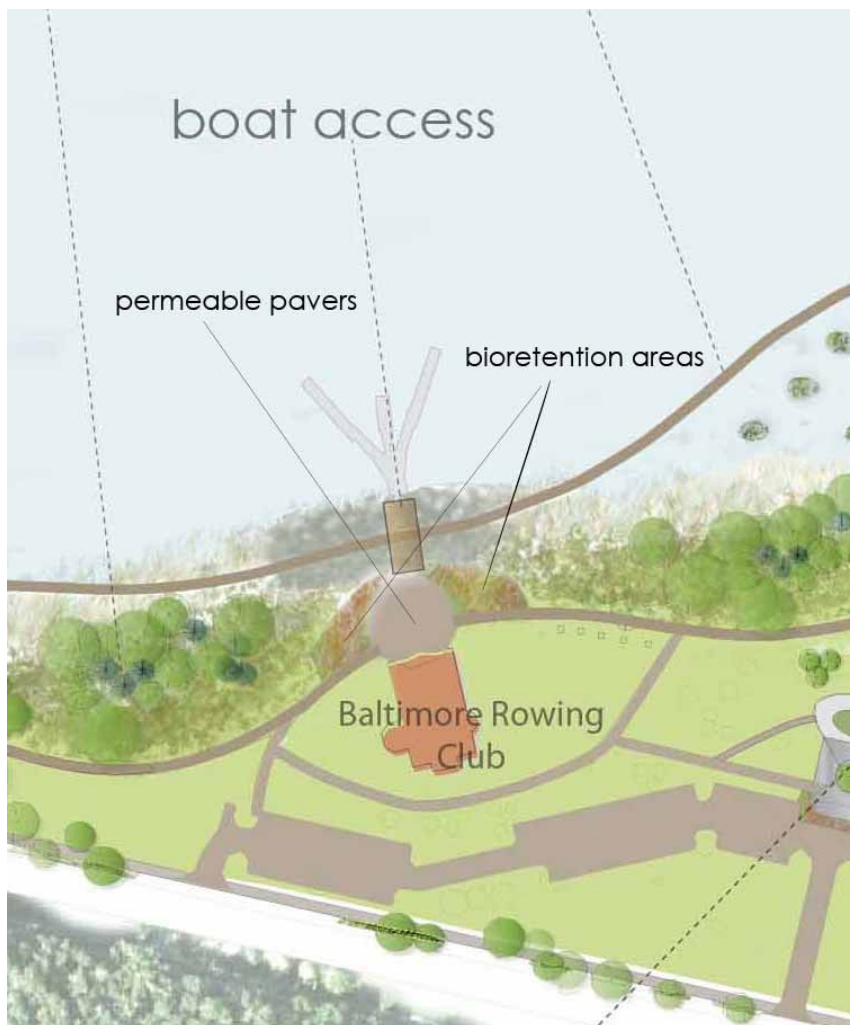 boat access
permeable pavers
bioretention areas
Baltimore Rowing
Club